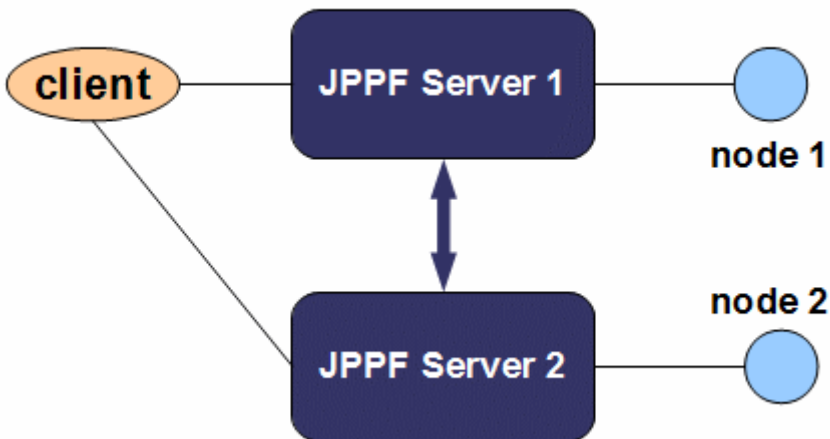 client
JPPF Server 1
node 1
node 2
JPPF Server 2